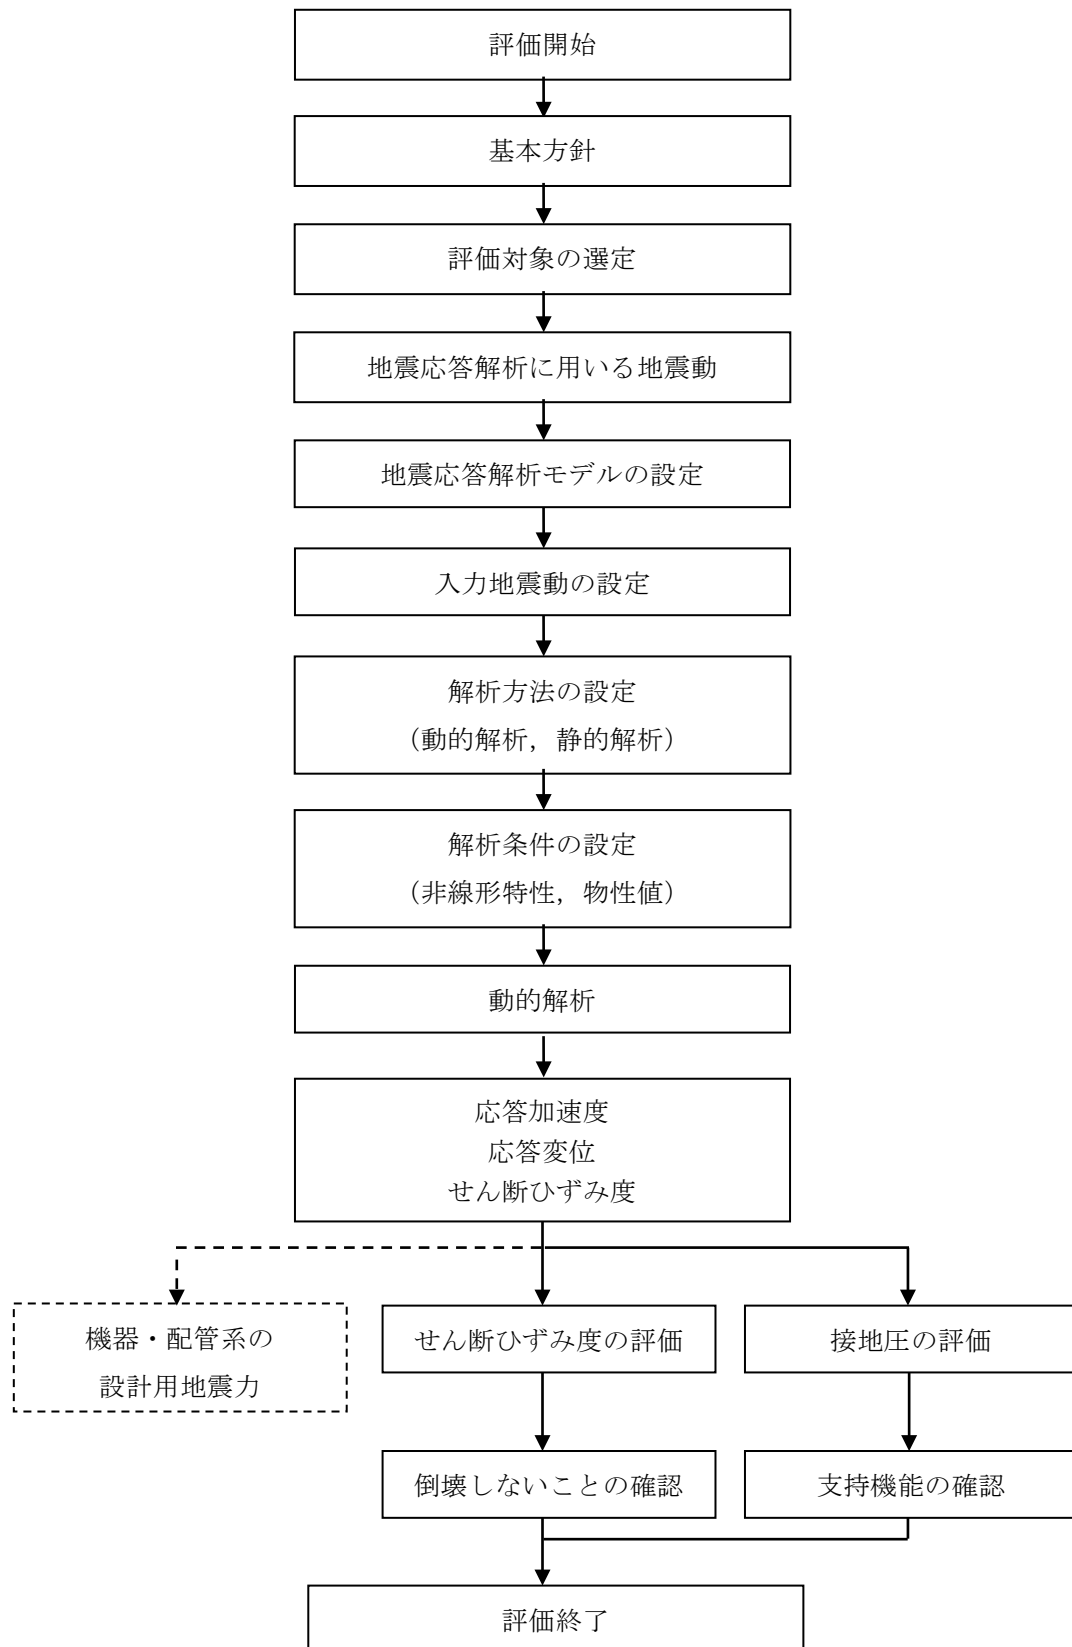 評価開始
基本方針
評価対象の選定
地震応答解析に用いる地震動
地震応答解析モデルの設定
入力地震動の設定
解析方法の設定
（動的解析，静的解析）
解析条件の設定
（非線形特性，物性値）
動的解析
応答加速度
応答変位
せん断ひずみ度
機器・配管系の
設計用地震力
せん断ひずみ度の評価
接地圧の評価
倒壊しないことの確認
支持機能の確認
評価終了